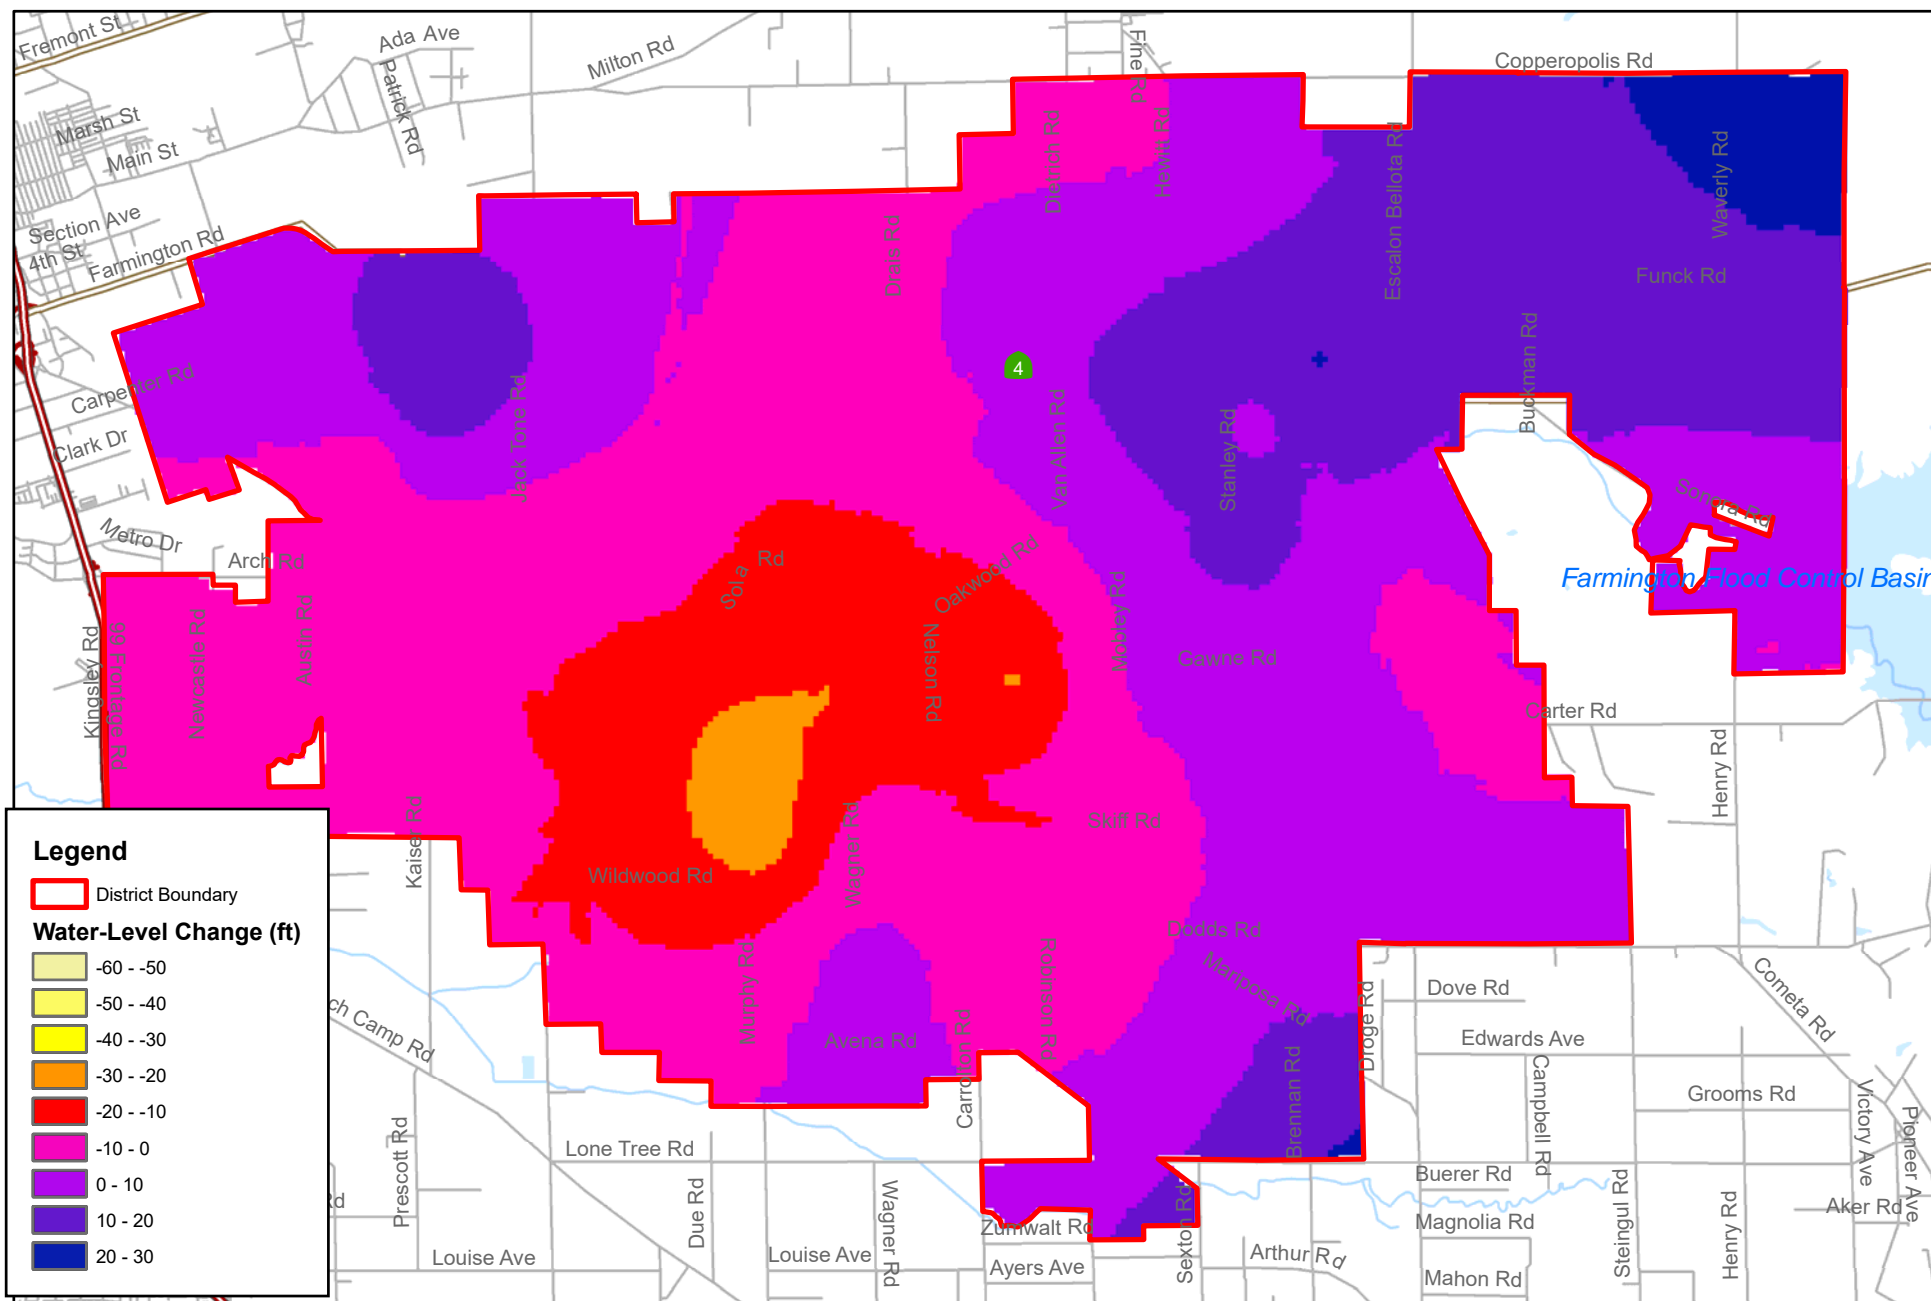 Fremont St
Ada Ave
Milton Rd
Patrick Rd
Fine Rd
Copperopolis Rd
Marsh St
Main St
Dietrich Rd
Hewitt Rd
Escalon Bellota Rd
Waverly Rd
Section Ave
4th St
Farmington Rd
Drais Rd
Funck Rd
Carpenter Rd
Clark Dr
Jack Tone Rd
4
Van Allen Rd
Stanley Rd
Buckman Rd
Sonora Rd
Metro Dr
Arch Rd
Sola Rd
Oakwood Rd
Farmington Flood Control Basin
Kingsley Rd
99 Frontage Rd
Newcastle Rd
Austin Rd
Nelson Rd
Mobley Rd
Gawne Rd
Carter Rd
Henry Rd
Kaiser Rd
Wagner Rd
Skiff Rd
Wildwood Rd
Murphy Rd
Avena Rd
Carrolton Rd
Robinson Rd
Dodds Rd
Mariposa Rd
Brennan Rd
Droge Rd
Dove Rd
Edwards Ave
Cometa Rd
Campbell Rd
Grooms Rd
Victory Ave
Pioneer Ave
ch Camp Rd
Prescott Rd
Lone Tree Rd
Due Rd
Wagner Rd
Zumwalt Rd
Sexton Rd
Buerer Rd
Magnolia Rd
Steingul Rd
Henry Rd
Aker Rd
Rd
Louise Ave
Louise Ave
Ayers Ave
Arthur Rd
Mahon Rd
Legend
District Boundary
Water-Level Change (ft)
-60 - -50
-50 - -40
-40 - -30
-30 - -20
-20 - -10
-10 - 0
0 - 10
10 - 20
20 - 30